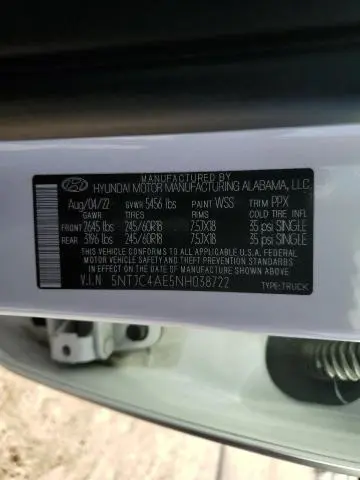 MANUFACTURED BY
HYUNDAI MOTOR MANUFACTURING ALABAMA, LLC.
Aug/04/22 GVWR 5456 lbs PAINT WSS TRIM PPX
GAWR TIRES RIMS COLD TIRE INF.
FRONT 2645 lbs 245/60R18 7.5JX18 35 psi SINGLE
REAR 3196 lbs 245/60R18 7.5JX18 35 psi SINGLE
THIS VEHICLE CONFORMS TO ALL APPLICABLE U.S.A. FEDERAL
MOTOR VEHICLE SAFETY, BUMPER, AND THEFT PREVENTION
STANDARDS IN EFFECT ON THE DATE OF MANUFACTURE SHOWN ABOVE.
V.I.N 5NTJC4AE5NH038722
TYPE:TRUCK